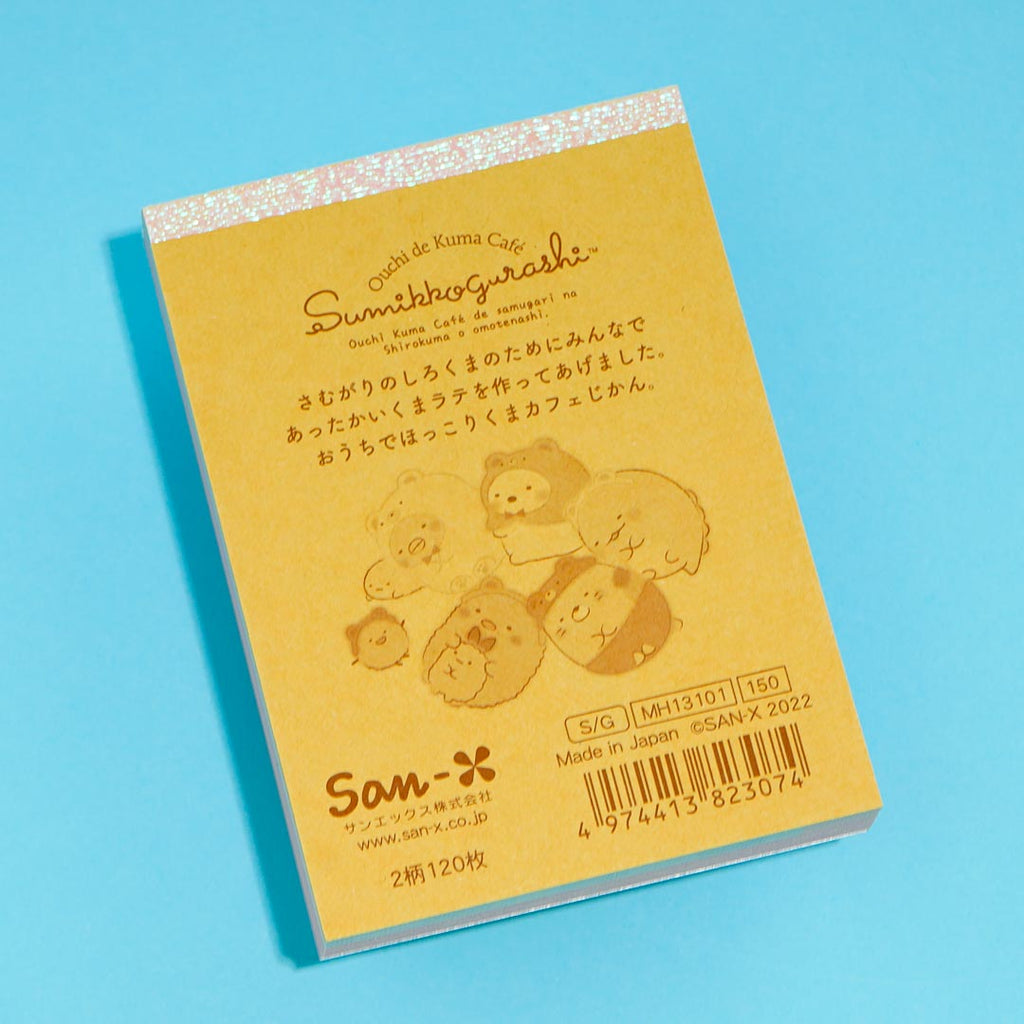 Ouchi de Kuma Café
Sumikkogurashi™
Ouchi Kuma Café de samugari na
Shirokuma o omotenashi.
さむがりのしろくまのためにみんなで
あったかいくまラテを作ってあげました。
おうちでほっこりくまカフェじかん。
S/G MH13101 150
Made in Japan ©SAN-X 2022
San-X
サンエックス株式会社
www.san-x.co.jp
4 974413 823074
2柄120枚